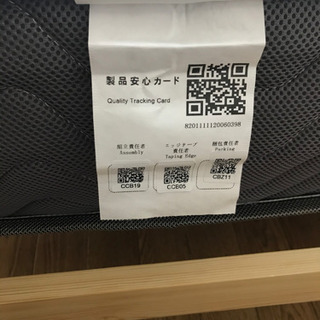 製品安心カード
Quality Tracking Card
8201111120060398
組立責任者
Assembly
エッジテープ
責任者
Taping Edge
梱包責任者
Packing
CCB19
CCE05
CBZ11